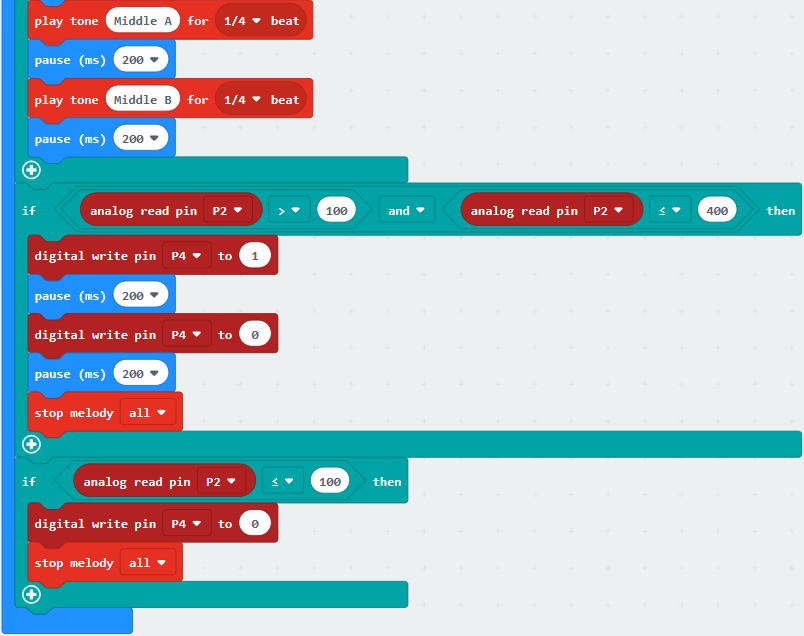 play tone Middle A for 1/4 beat
pause (ms) 200
play tone Middle B for 1/4 beat
pause (ms) 200
if analog read pin P2 > 100 and analog read pin P2 ≤ 400 then
digital write pin P4 to 1
pause (ms) 200
digital write pin P4 to 0
pause (ms) 200
stop melody all
if analog read pin P2 ≤ 100 then
digital write pin P4 to 0
stop melody all